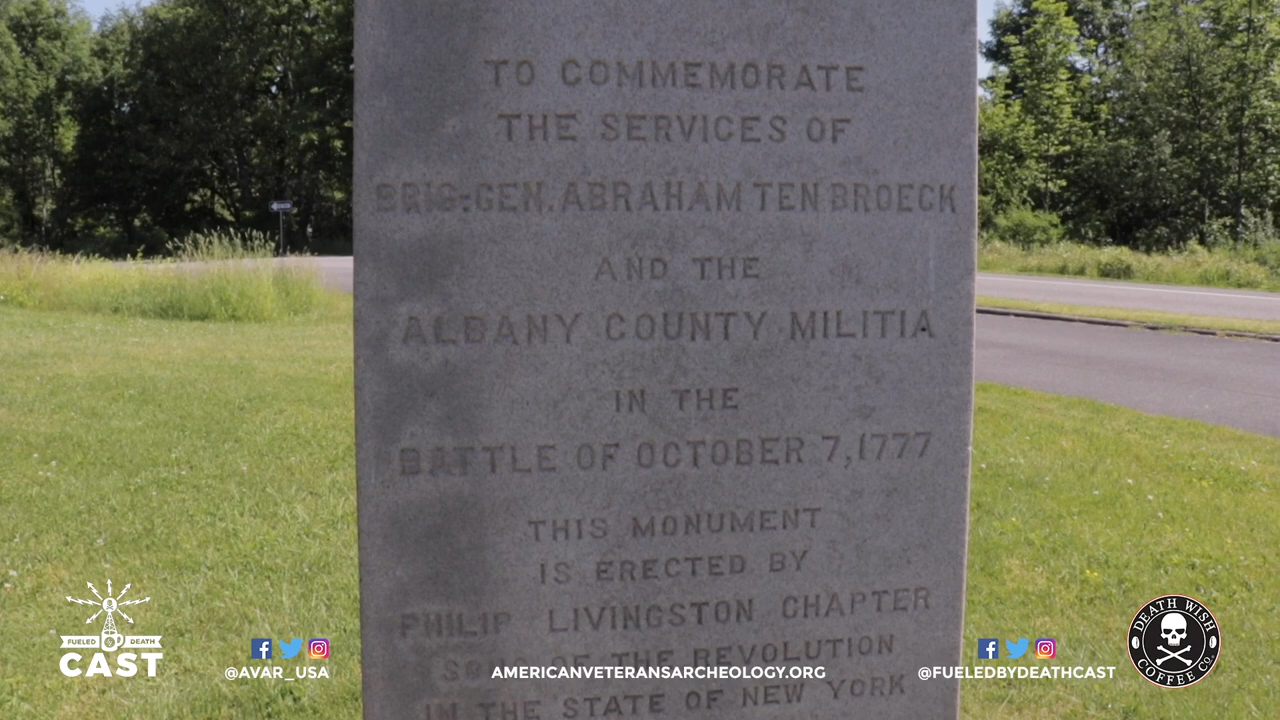 TO COMMEMORATE
THE SERVICES OF
BRIG:GEN. ABRAHAM TEN BROECK
AND THE
ALBANY COUNTY MILITIA
IN THE
BATTLE OF OCTOBER 7, 1777
THIS MONUMENT
IS ERECTED BY
PHILIP LIVINGSTON CHAPTER
SONS OF THE REVOLUTION
IN THE STATE OF NEW YORK
FUELED DEATH
CAST
@AVAR_USA
AMERICANVETERANSARCHEOLOGY.ORG
@FUELEDBYDEATHCAST
DEATH WISH
COFFEE CO.